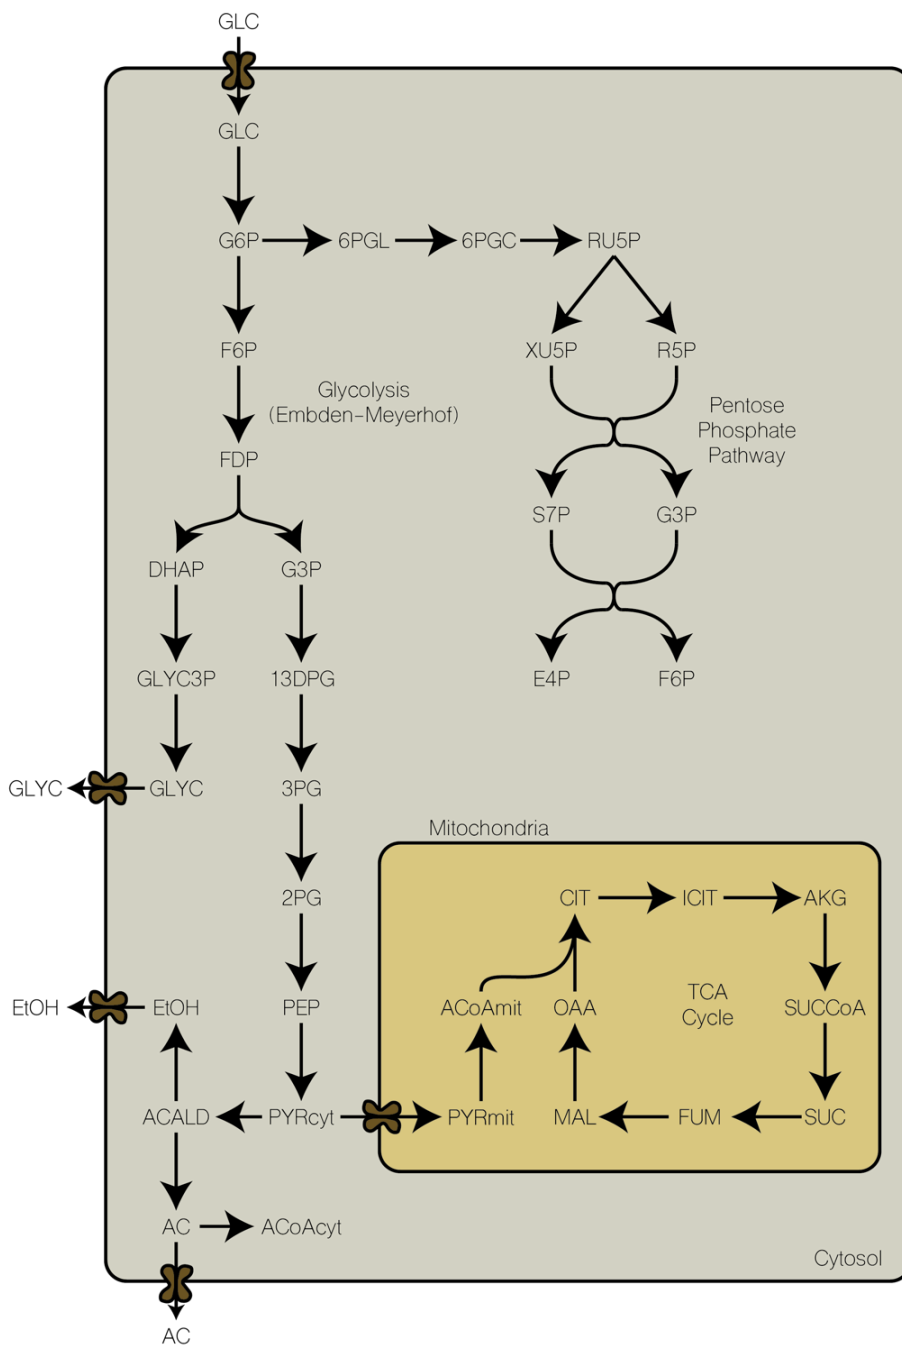 GLC
GLC
G6P
6PGL
6PGC
RU5P
F6P
XU5P
R5P
Glycolysis
(Embden-Meyerhof)
Pentose
Phosphate
Pathway
FDP
S7P
G3P
DHAP
G3P
GLYC3P
13DPG
E4P
F6P
GLYC
GLYC
3PG
Mitochondria
2PG
CIT
ICIT
AKG
EtOH
EtOH
PEP
ACoAmit
OAA
TCA
Cycle
SUCCoA
ACALD
PYRcyt
PYRmit
MAL
FUM
SUC
AC
ACoAcyt
Cytosol
AC